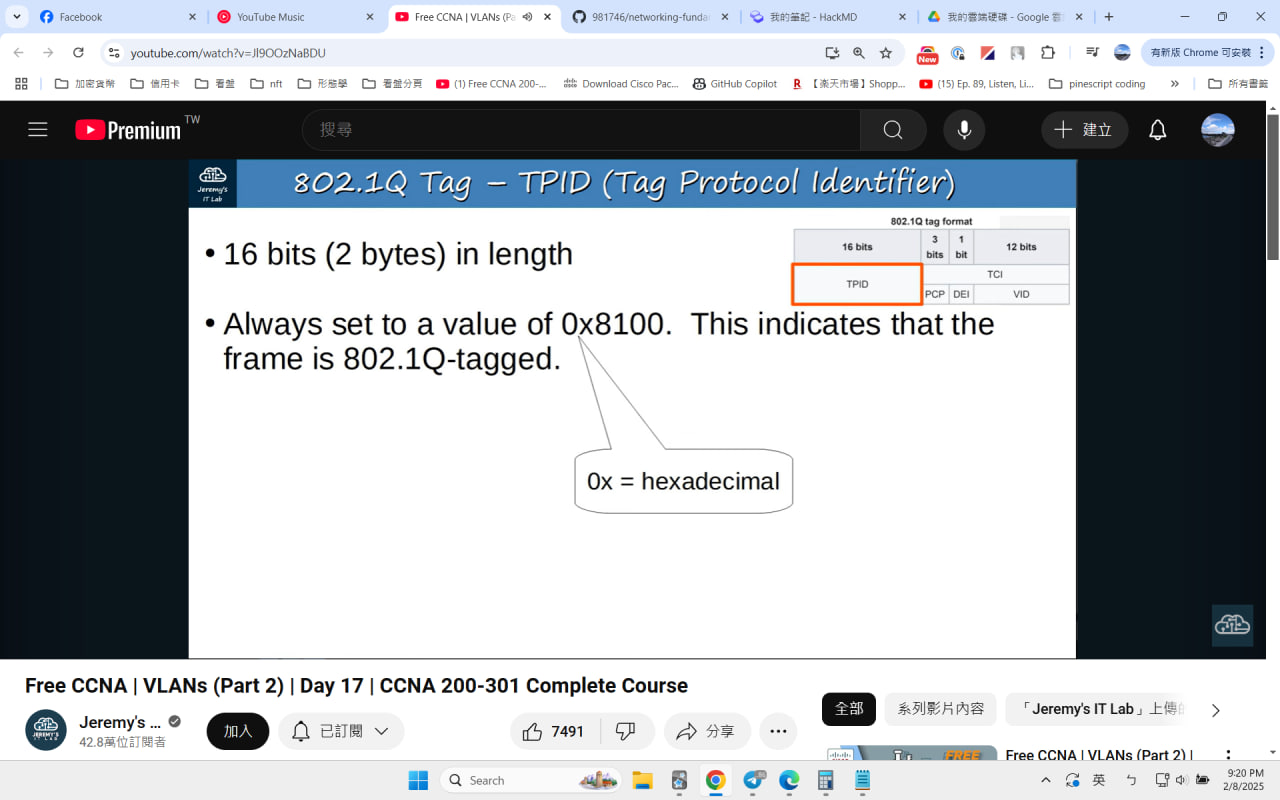 Facebook
YouTube Music
Free CCNA | VLANs (Pa
981746/networking-funda
我的筆記 - HackMD
我的雲端硬碟 - Google 雲
youtube.com/watch?v=Jl9OOzNaBDU
New
有新版 Chrome 可安裝
加密貨幣
信用卡
看盤
nft
形態學
看盤分頁
(1) Free CCNA 200-...
Download Cisco Pac...
GitHub Copilot
【楽天市場】Shopp...
(15) Ep. 89, Listen, Li...
pinescript coding
所有書籤
Premium TW
搜尋
建立
Jeremy's
IT Lab
802.1Q Tag – TPID (Tag Protocol Identifier)
802.1Q tag format
16 bits
3 bits
1 bit
12 bits
TPID
TCI
PCP
DEI
VID
• 16 bits (2 bytes) in length
• Always set to a value of 0x8100. This indicates that the
frame is 802.1Q-tagged.
0x = hexadecimal
Free CCNA | VLANs (Part 2) | Day 17 | CCNA 200-301 Complete Course
Jeremy's ...
42.8萬位訂閱者
加入
已訂閱
7491
分享
全部
系列影片內容
「Jeremy's IT Lab」上傳的
FREE
Free CCNA | VLANs (Part 2) |
Search
英
ㄅ
9:20 PM
2/8/2025